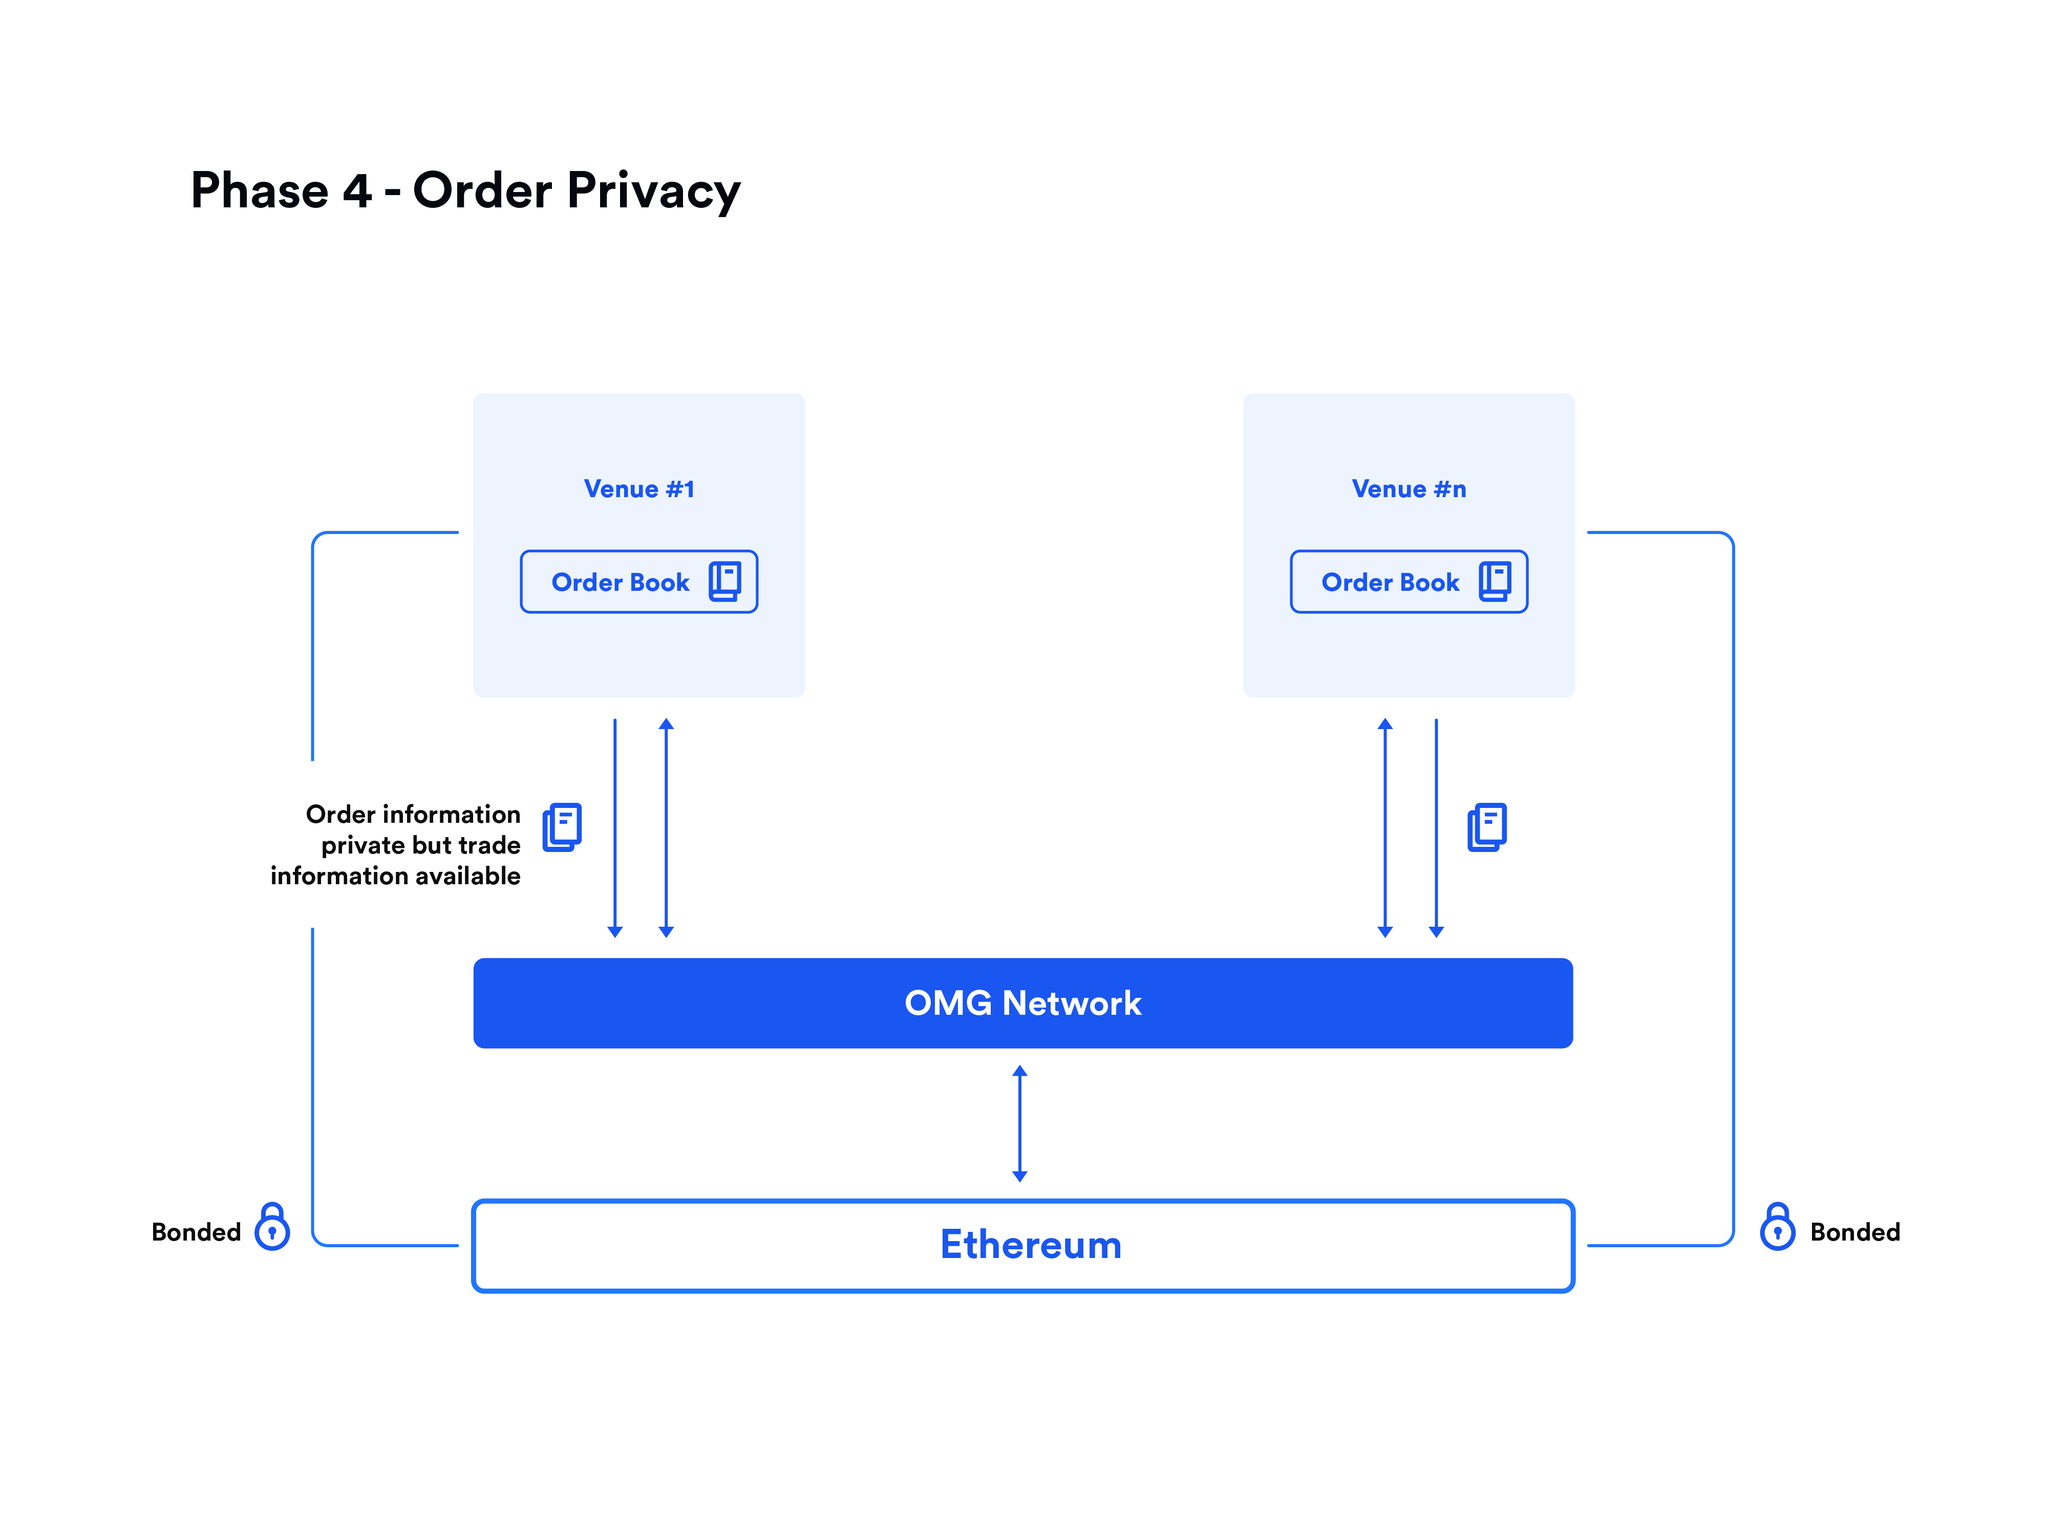 Phase 4 - Order Privacy
Venue #1
Order Book
Venue #n
Order Book
Order information
private but trade
information available
OMG Network
Ethereum
Bonded
Bonded